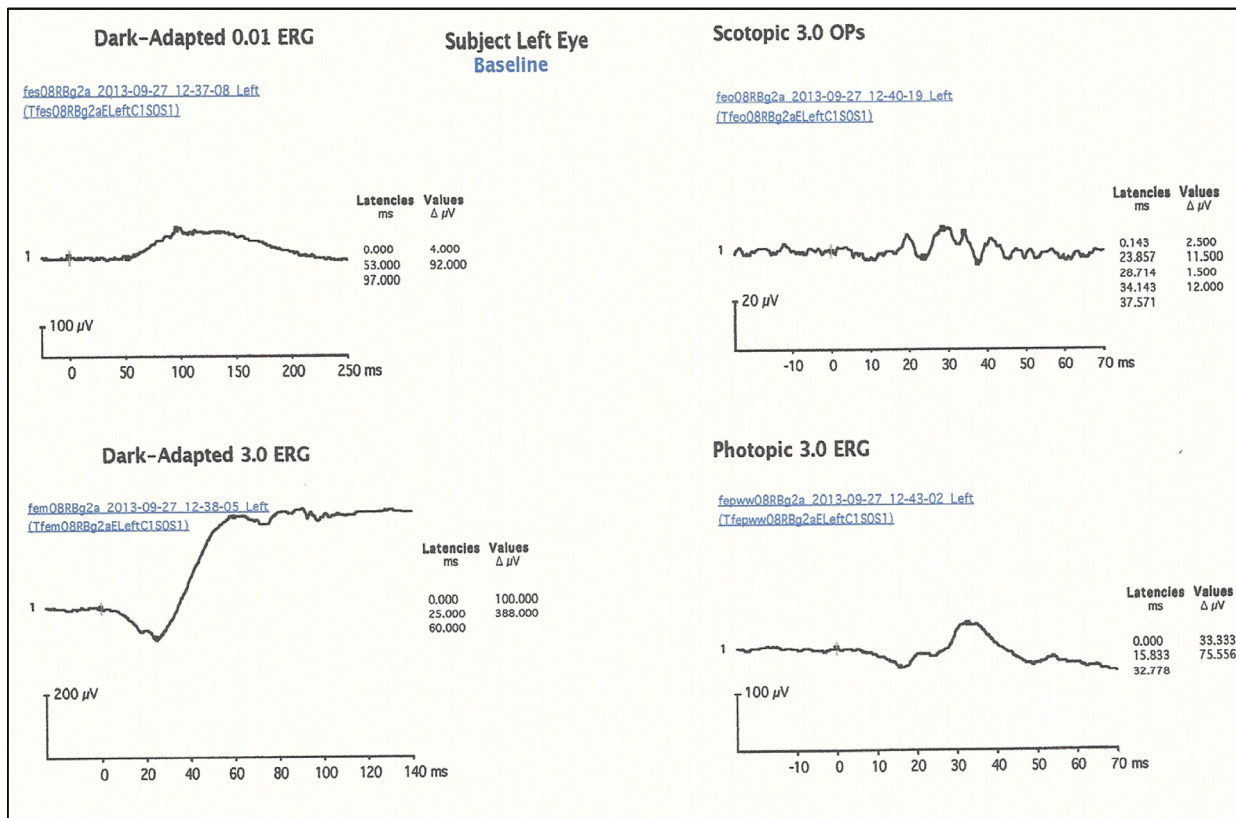 Dark-Adapted 0.01 ERG
Subject Left Eye
Baseline
fes08RBg2a 2013-09-27 12-37-08 Left
(Tfes08RBg2aELeftC1S0S1)
Latencies Values
ms Δ µV
0.000 4.000
53.000 92.000
97.000
1
100 µV
0 50 100 150 200 250 ms
Scotopic 3.0 OPs
feo08RBg2a 2013-09-27 12-40-19 Left
(Tfeo08RBg2aELeftC1S0S1)
Latencies Values
ms Δ µV
0.143 2.500
23.857 11.500
28.714 1.500
34.143 12.000
37.571
1
20 µV
-10 0 10 20 30 40 50 60 70 ms
Dark-Adapted 3.0 ERG
fem08RBg2a 2013-09-27 12-38-05 Left
(Tfem08RBg2aELeftC1S0S1)
Latencies Values
ms Δ µV
0.000 100.000
25.000 388.000
60.000
1
200 µV
0 20 40 60 80 100 120 140 ms
Photopic 3.0 ERG
fepww08RBg2a 2013-09-27 12-43-02 Left
(Tfepww08RBg2aELeftC1S0S1)
Latencies Values
ms Δ µV
0.000 33.333
15.833 75.556
32.778
1
100 µV
-10 0 10 20 30 40 50 60 70 ms